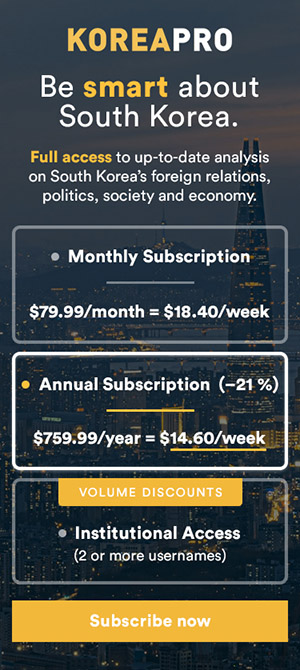 KOREAPRO
Be smart about
South Korea.
Full access to up-to-date analysis
on South Korea's foreign relations,
politics, society and economy.
Monthly Subscription
$79.99/month = $18.40/week
Annual Subscription (–21 %)
$759.99/year = $14.60/week
VOLUME DISCOUNTS
Institutional Access
(2 or more usernames)
Subscribe now